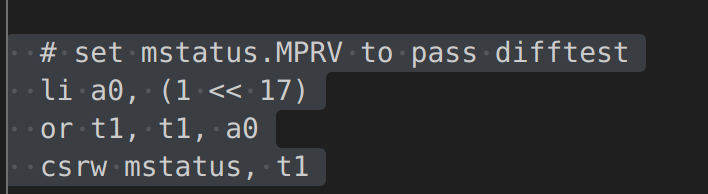 # set mstatus.MPRV to pass difftest
li a0, (1 << 17)
or t1, t1, a0
csrw mstatus, t1